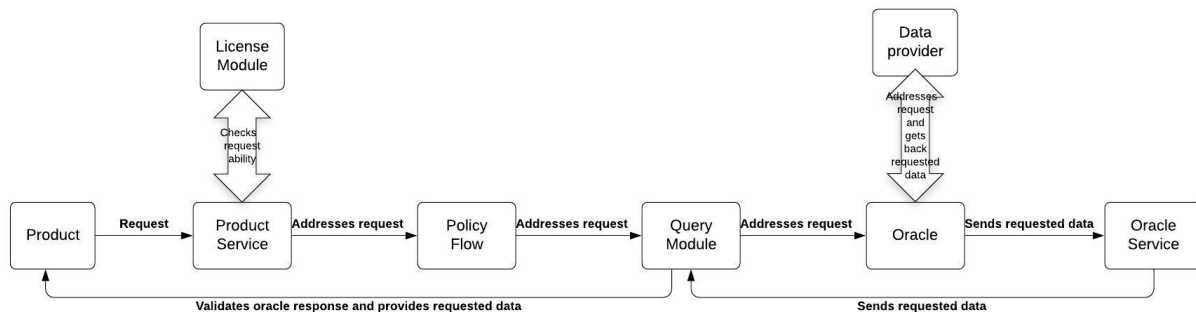 License
Module
Data
provider
Checks
request
ability
Addresses
request
and
gets
back
requested
data
Product
Request
Product
Service
Addresses request
Policy
Flow
Addresses request
Query
Module
Addresses request
Oracle
Sends requested data
Oracle
Service
Validates oracle response and provides requested data
Sends requested data